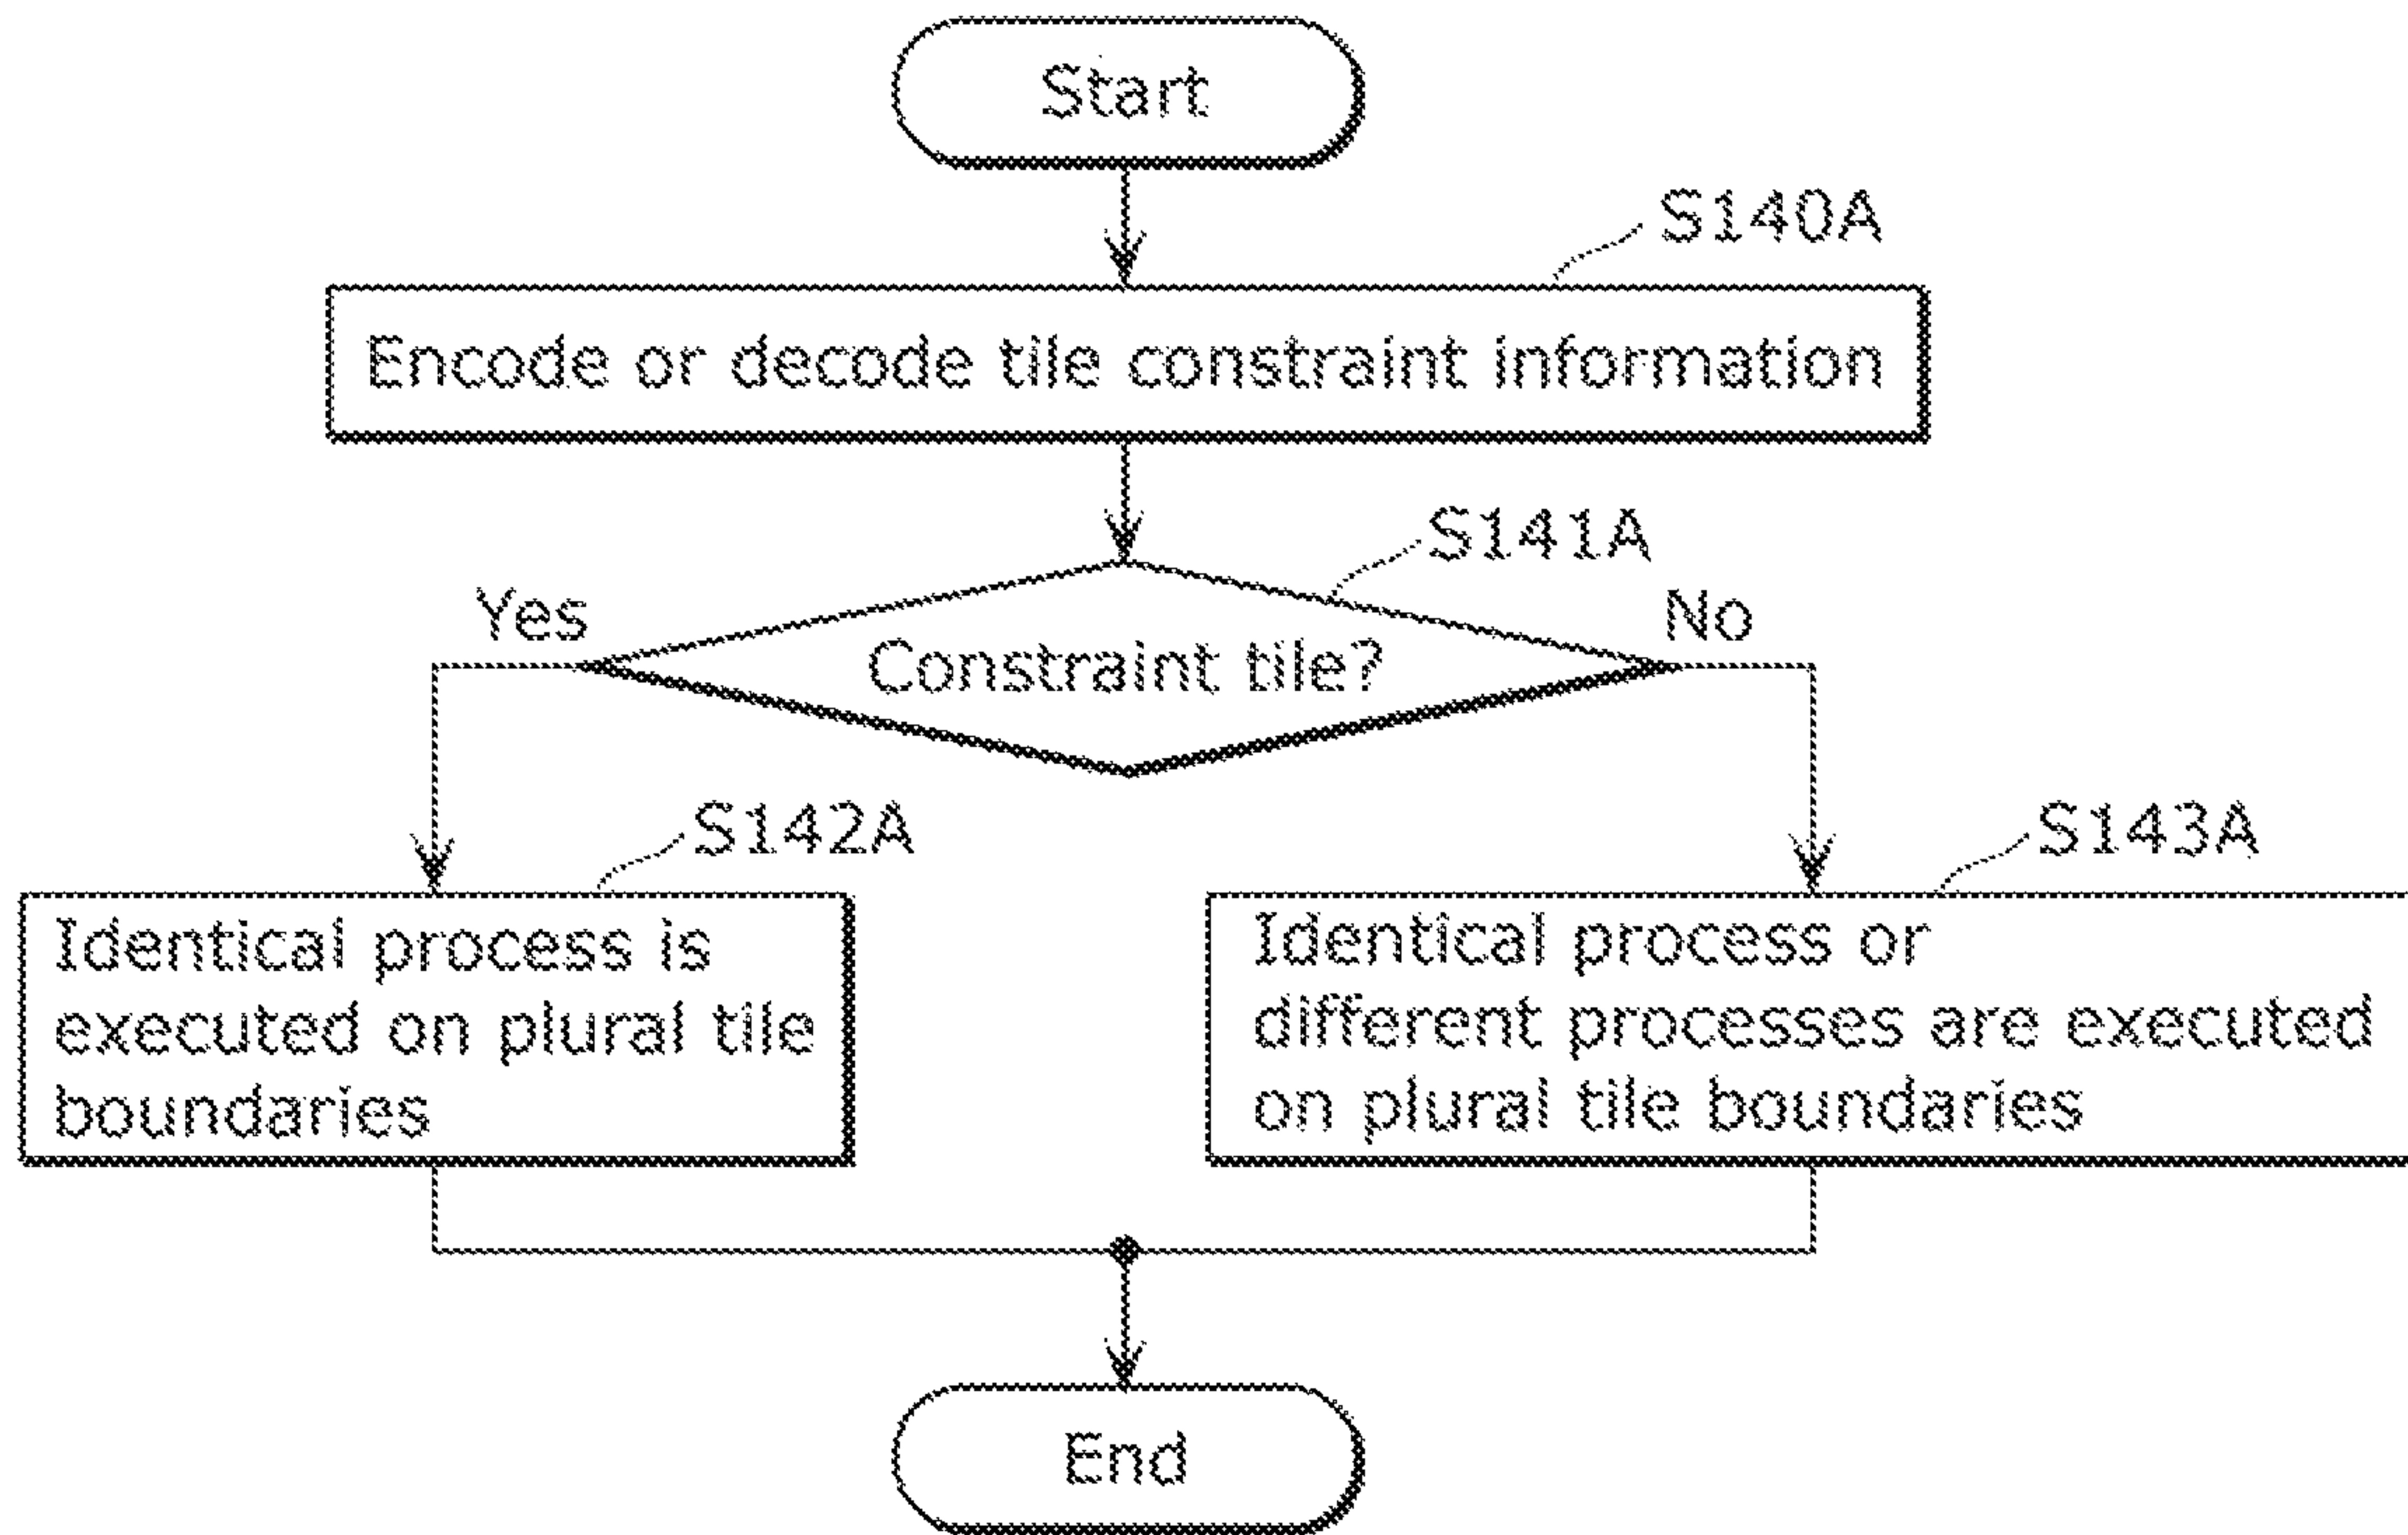 Start
S140A
Encode or decode tile constraint information
S141A
Yes
No
Constraint tile?
S142A
S143A
Identical process is
executed on plural tile
boundaries
Identical process or
different processes are executed
on plural tile boundaries
End